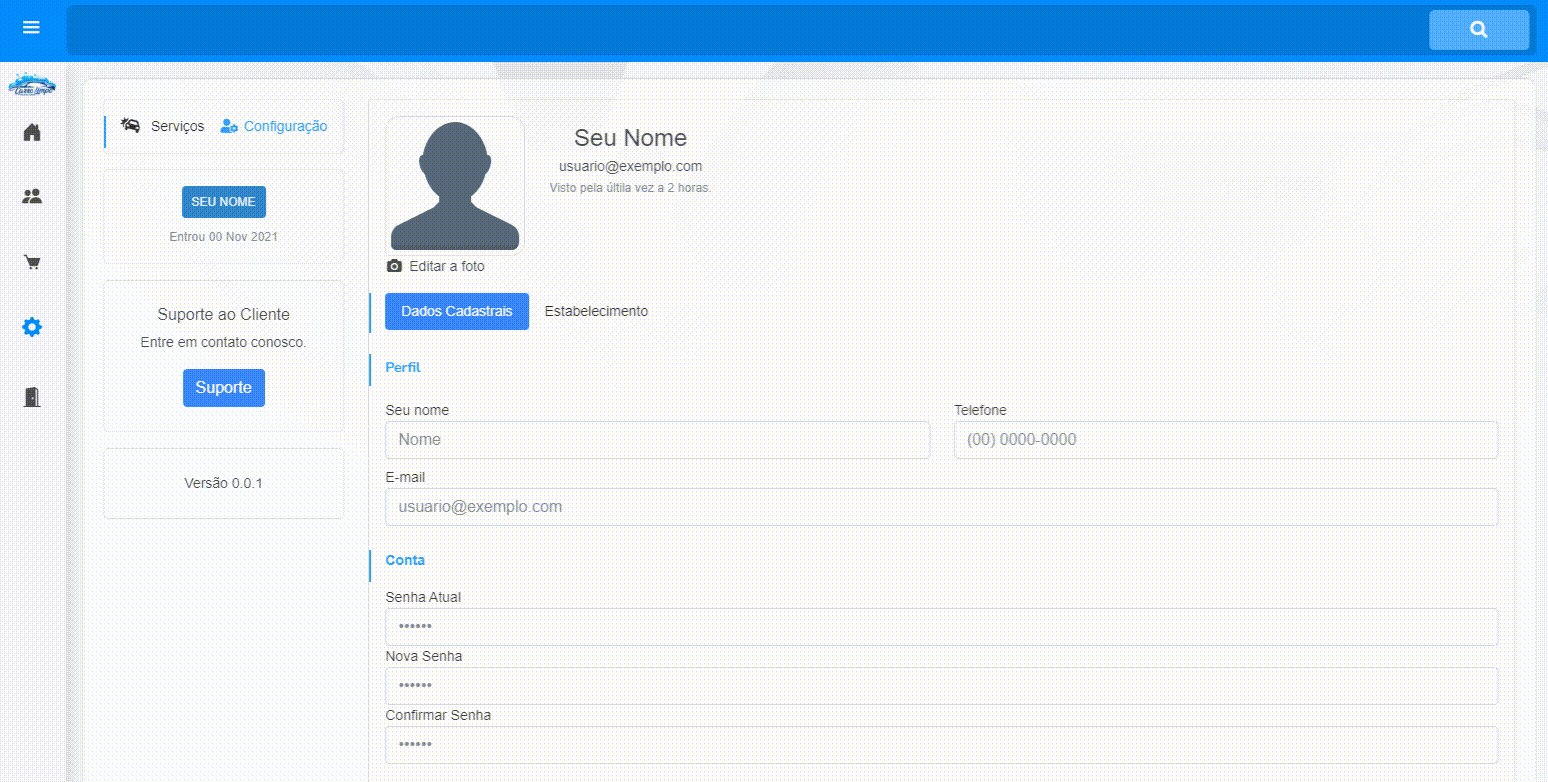 Serviços Configuração
SEU NOME
Entrou 00 Nov 2021
Suporte ao Cliente
Entre em contato conosco.
Suporte
Versão 0.0.1
Seu Nome
usuario@exemplo.com
Visto pela últila vez a 2 horas.
Editar a foto
Dados Cadastrais Estabelecimento
Perfil
Seu nome Telefone
Nome (00) 0000-0000
E-mail
usuario@exemplo.com
Conta
Senha Atual
••••••
Nova Senha
••••••
Confirmar Senha
••••••